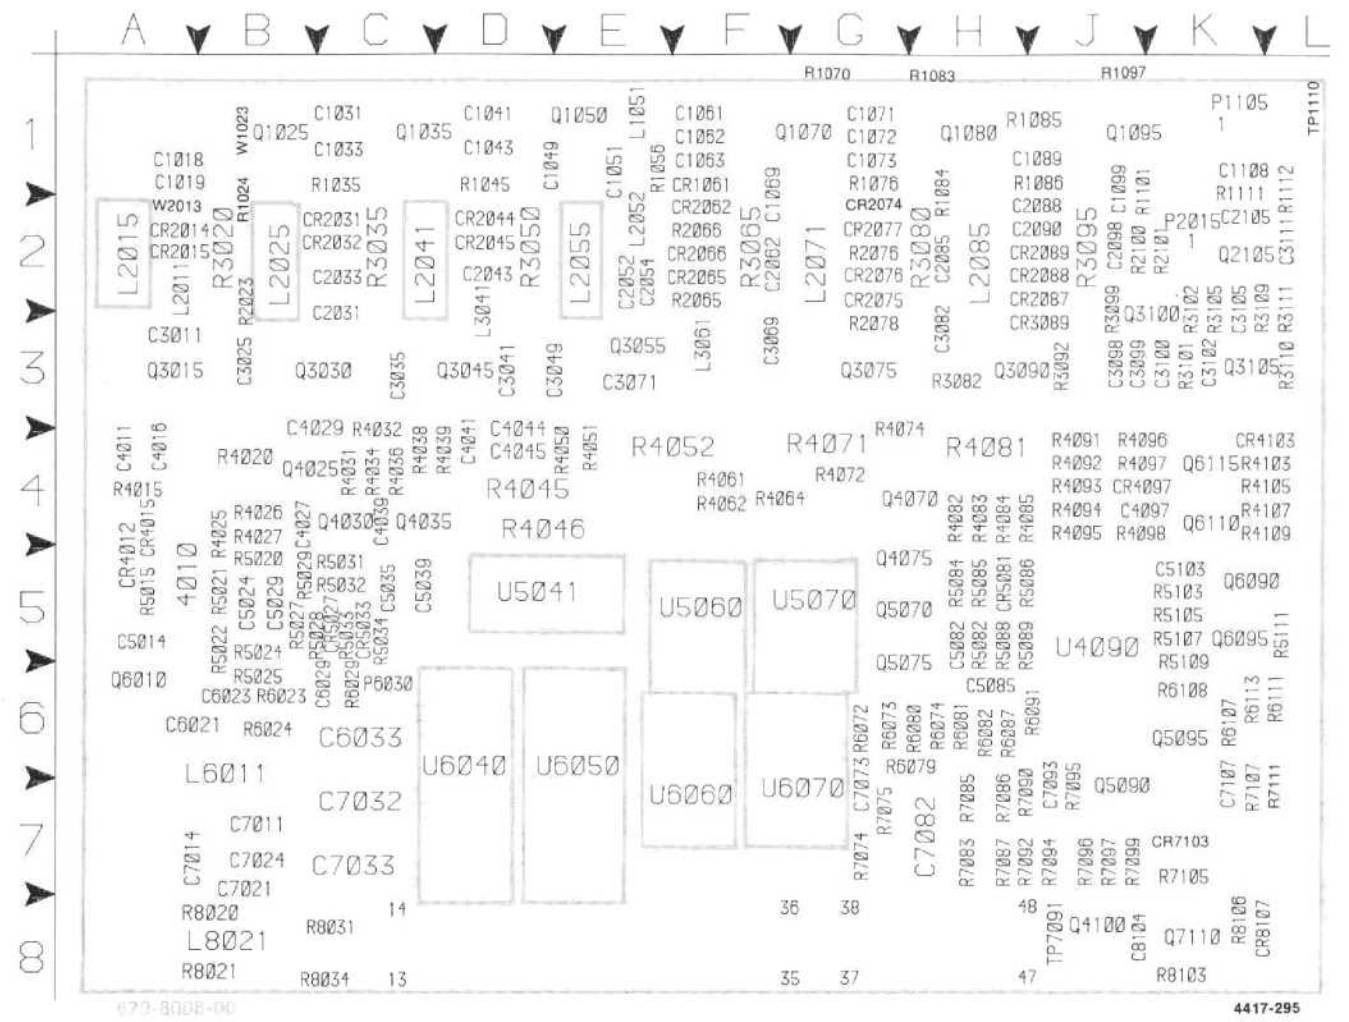 A B C D E F G H J K L
R1070 R1083 R1097
1 C1031 C1041 Q1050 L1051 C1061 C1071 R1085 P1105 TP1110
W1023 Q1025 Q1035 C1062 Q1070 C1072 Q1080 Q1095 1
C1018 C1033 C1043 C1049 C1051 R1056 C1063 C1069 C1073 C1089 C1108
C1019 R1024 R1035 R1045 CR1061 R1076 R1084 R1086 C1099 R1101 R1111 R1112
W2013 CR2062 CR2074 C2088
2 L2015 CR2014 R3020 L2025 CR2031 R3035 L2041 CR2044 R3050 L2055 L2052 R2066 R3065 L2071 CR2077 R3080 L2085 C2090 R3095 P2015 C2105 C3111
CR2015 CR2032 CR2045 CR2066 C2062 R2076 C2085 CR2089 C2098 R2100 R2101 1 Q2105
L2011 R2023 C2033 C2043 C2052 C2054 CR2065 CR2076 CR2088
C2031 L3041 R2065 CR2075 CR2087 R3099 Q3100 R3102 R3105 C3105 R3109 R3111
C3011 L3061 C3069 R2078 C3082 CR3089
3 Q3015 C3025 Q3030 C3035 Q3045 C3041 C3049 Q3055 Q3075 Q3090 R3092 C3098 C3099 C3100 R3101 C3102 Q3105 R3110
C3071 R3082
C4011 C4016 C4029 R4032 R4038 R4039 C4041 C4044 R4050 R4051 R4052 R4071 R4074 R4081 R4091 R4096 CR4103
R4020 Q4025 R4031 R4034 R4036 C4045 R4092 R4097 Q6115 R4103
4 R4015 R4045 R4061 R4072 R4093 CR4097 R4105
R4062 R4064 Q4070
CR4012 CR4015 R4025 R4026 C4027 Q4030 C4039 Q4035 R4046 R4082 R4083 R4084 R4085 R4094 C4097 Q6110 R4107
R4027 R4095 R4098 R4109
R5015 4010 R5021 R5020 R5029 R5031 Q4075
5 C5024 C5029 R5032 C5035 C5039 U5041 U5060 U5070 Q5070 R5084 R5085 CR5081 R5086 C5103 Q6090
R5103
R5027 R5028 CR5027 R5033 CR5033 R5034 R5105
C5014 R5022 R5024 Q5075 C5082 R5082 R5088 R5089 U4090 R5107 Q6095 R5111
R5109
Q6010 R5025 C6029 R6029 P6030 C5085 R6108
C6023 R6023 R6113 R6111
6 C6021 R6024 C6033 R6072 R6073 R6080 R6074 R6081 R6082 R6087 R6091 Q5095 R6107
L6011 U6040 U6050 R6079
C7032 U6060 U6070 C7073 R7075 C7082 R7085 R7086 R7090 C7093 R7095 Q5090 C7107 R7107 R7111
7 C7014 C7011
C7024 C7033 R7074 R7083 R7087 R7092 R7094 R7096 R7097 R7099 CR7103
C7021 R7105
R8020 14 36 38 48
8 L8021 R8031 TP7091 Q4100 C8104 Q7110 R8106 CR8107
R8021 R8034 13 35 37 47 R8103
670-8008-00 4417-295